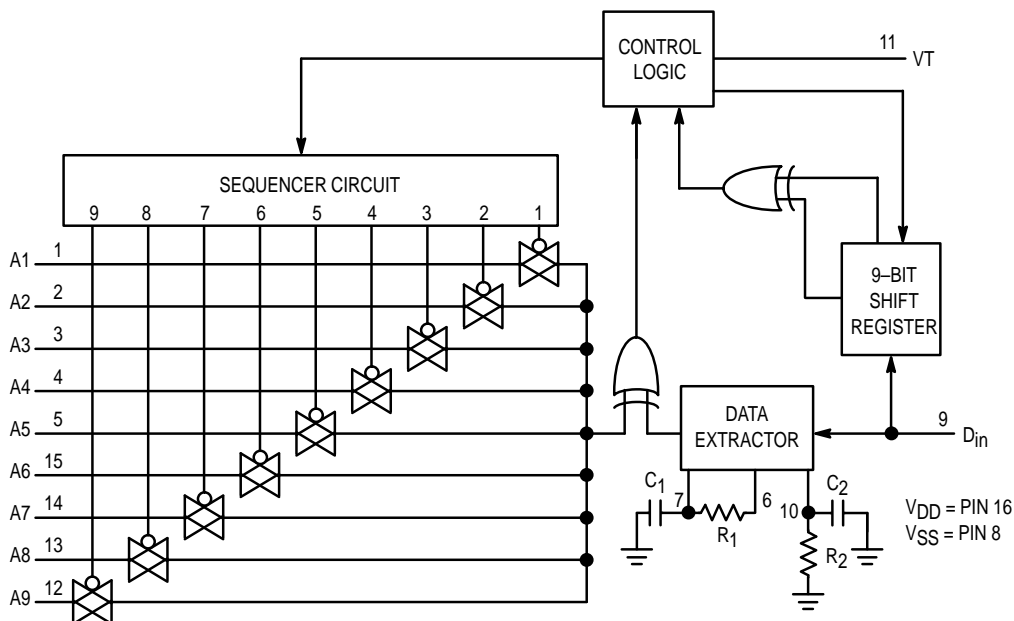 CONTROL
LOGIC
11
VT
SEQUENCER CIRCUIT
9 8 7 6 5 4 3 2 1
A1 1
A2 2
A3 3
A4 4
A5 5
A6 15
A7 14
A8 13
A9 12
9–BIT
SHIFT
REGISTER
DATA
EXTRACTOR
9
Din
C1
7
R1
6
10
C2
R2
VDD = PIN 16
VSS = PIN 8